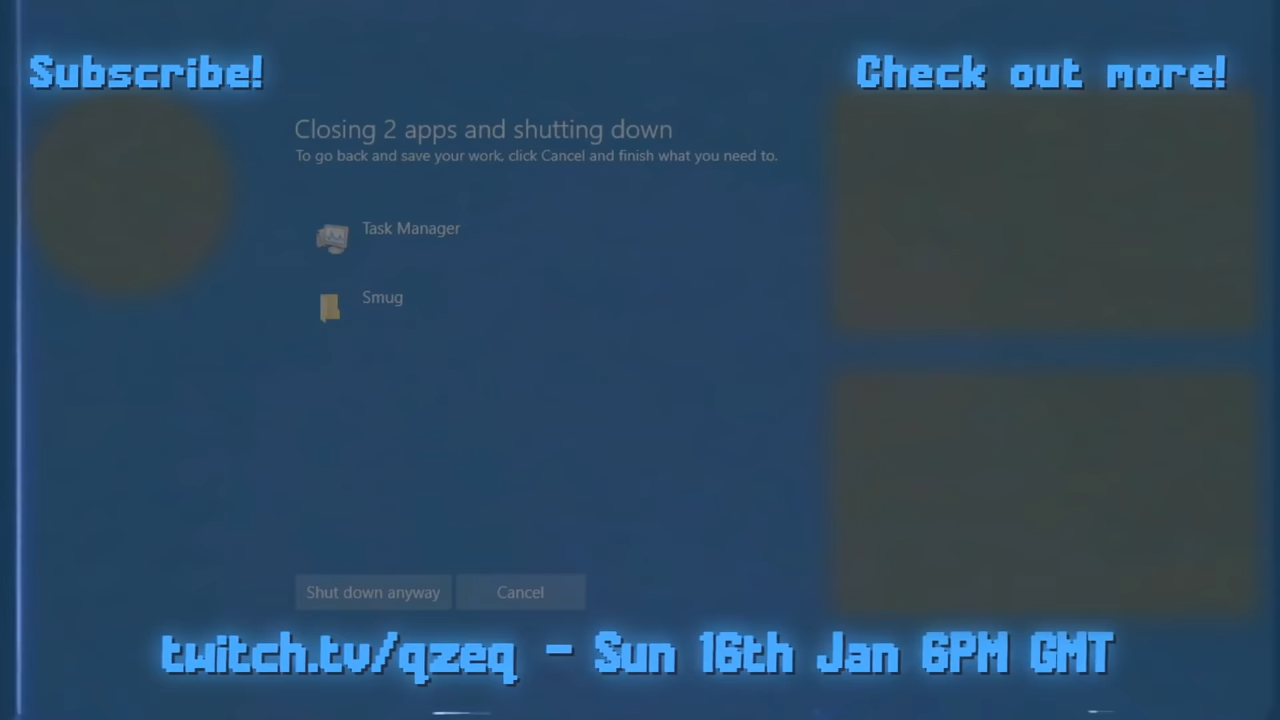 Subscribe!
Check out more!
Closing 2 apps and shutting down
To go back and save your work, click Cancel and finish what you need to.
Task Manager
Smug
Shut down anyway
Cancel
twitch.tv/qzeq - Sun 16th Jan 6PM GMT